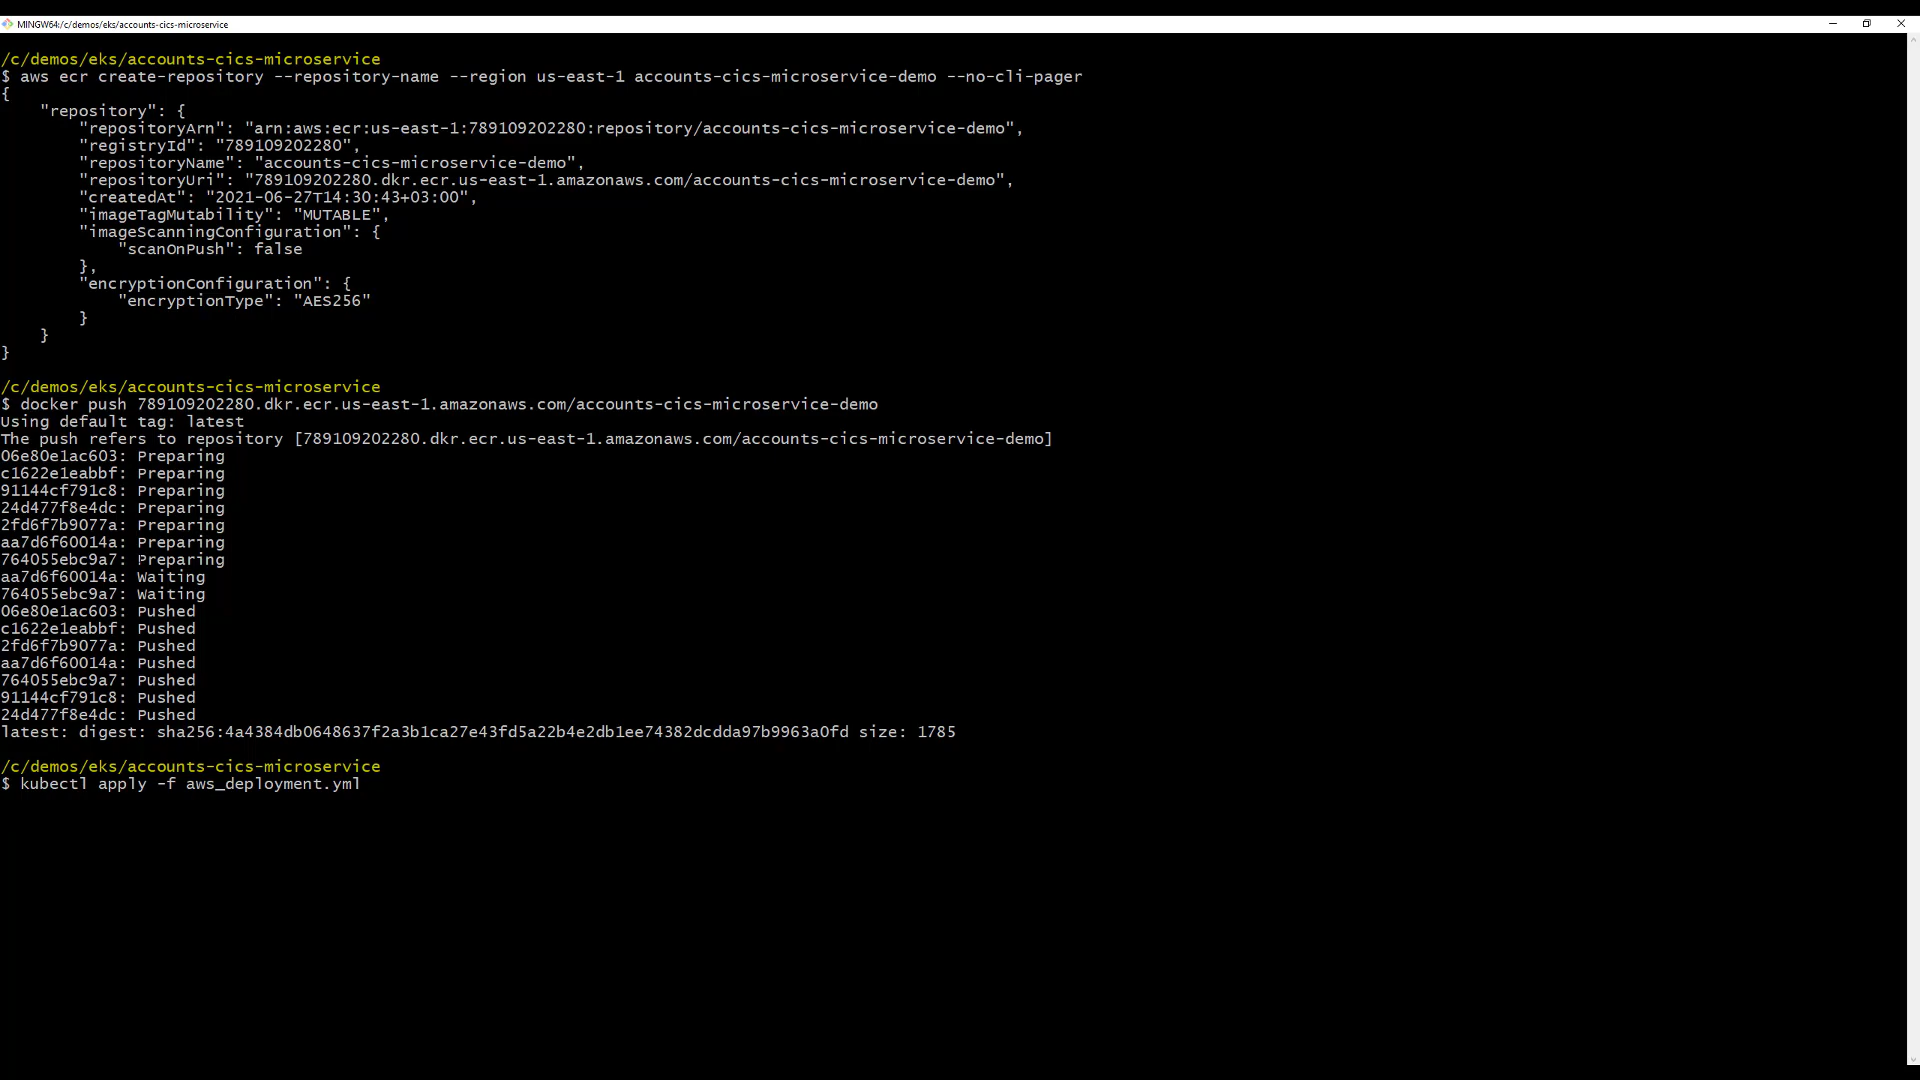 MINGW64:/c/demos/eks/accounts-cics-microservice
/c/demos/eks/accounts-cics-microservice
$ aws ecr create-repository --repository-name --region us-east-1 accounts-cics-microservice-demo --no-cli-pager
{
    "repository": {
        "repositoryArn": "arn:aws:ecr:us-east-1:789109202280:repository/accounts-cics-microservice-demo",
        "registryId": "789109202280",
        "repositoryName": "accounts-cics-microservice-demo",
        "repositoryUri": "789109202280.dkr.ecr.us-east-1.amazonaws.com/accounts-cics-microservice-demo",
        "createdAt": "2021-06-27T14:30:43+03:00",
        "imageTagMutability": "MUTABLE",
        "imageScanningConfiguration": {
            "scanOnPush": false
        },
        "encryptionConfiguration": {
            "encryptionType": "AES256"
        }
    }
}
/c/demos/eks/accounts-cics-microservice
$ docker push 789109202280.dkr.ecr.us-east-1.amazonaws.com/accounts-cics-microservice-demo
Using default tag: latest
The push refers to repository [789109202280.dkr.ecr.us-east-1.amazonaws.com/accounts-cics-microservice-demo]
06e80e1ac603: Preparing
c1622e1eabbf: Preparing
91144cf791c8: Preparing
24d477f8e4dc: Preparing
2fd6f7b9077a: Preparing
aa7d6f60014a: Preparing
764055ebc9a7: Preparing
aa7d6f60014a: Waiting
764055ebc9a7: Waiting
06e80e1ac603: Pushed
c1622e1eabbf: Pushed
2fd6f7b9077a: Pushed
aa7d6f60014a: Pushed
764055ebc9a7: Pushed
91144cf791c8: Pushed
24d477f8e4dc: Pushed
latest: digest: sha256:4a4384db0648637f2a3b1ca27e43fd5a22b4e2db1ee74382dcdda97b9963a0fd size: 1785
/c/demos/eks/accounts-cics-microservice
$ kubectl apply -f aws_deployment.yml